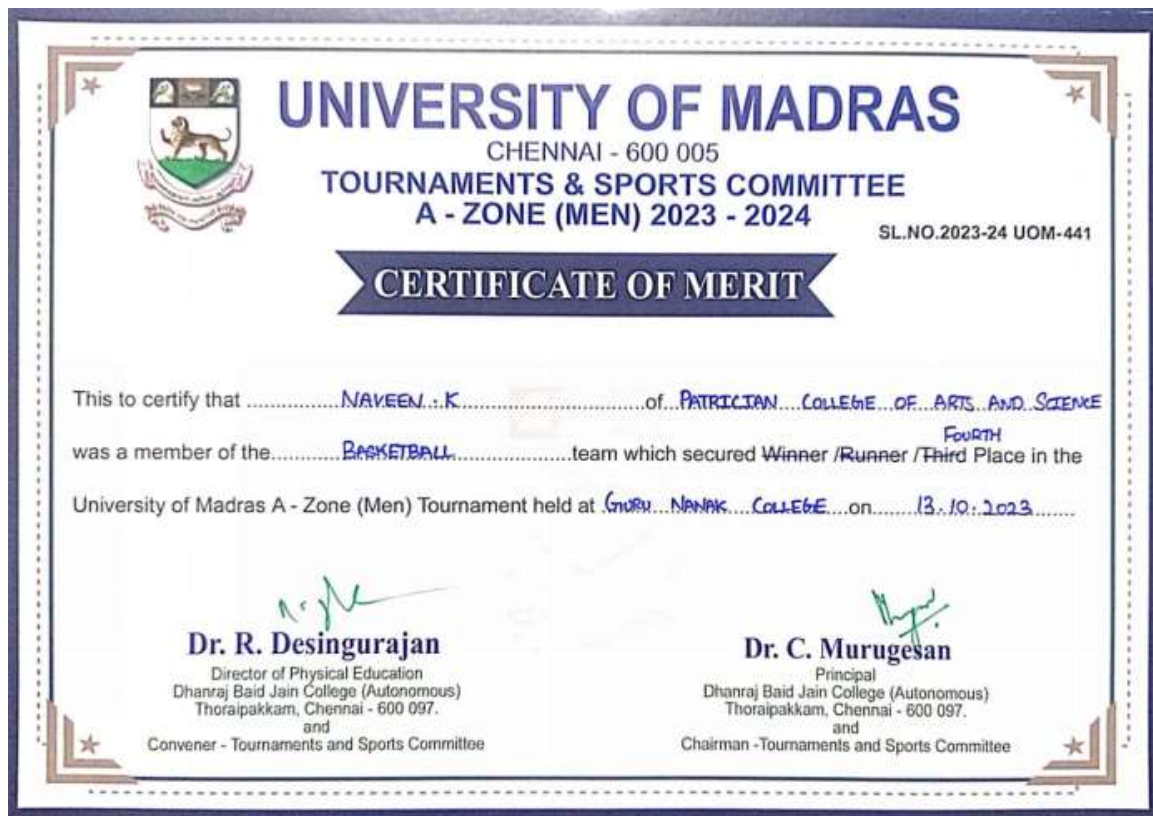 UNIVERSITY OF MADRAS
CHENNAI - 600 005
TOURNAMENTS & SPORTS COMMITTEE
A - ZONE (MEN) 2023 - 2024
SL.NO.2023-24 UOM-441
CERTIFICATE OF MERIT
This to certify that ................NAVEEN . K..............................of..PATRICIAN...COLLEGE...OF...ARTS...AND...SCIENCE
FOURTH
was a member of the............BASKETBALL....................team which secured Winner /Runner /Third Place in the
University of Madras A - Zone (Men) Tournament held at .GURU...NANAK....COLLEGE....on.......13.10.2023.......
Dr. R. Desingurajan
Director of Physical Education
Dhanraj Baid Jain College (Autonomous)
Thoraipakkam, Chennai - 600 097.
and
Convener - Tournaments and Sports Committee
Dr. C. Murugesan
Principal
Dhanraj Baid Jain College (Autonomous)
Thoraipakkam, Chennai - 600 097.
and
Chairman -Tournaments and Sports Committee